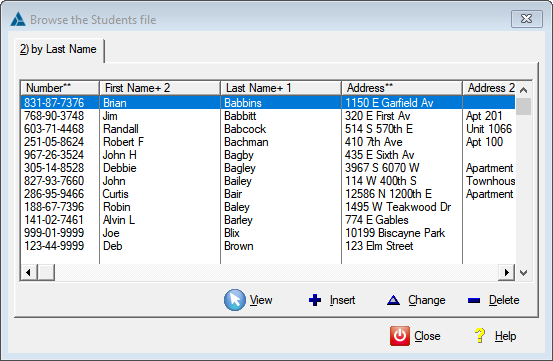 Browse the Students file
2) by Last Name
Number** First Name+ 2 Last Name+ 1 Address** Address 2
831-87-7376 Brian Babbins 1150 E Garfield Av
768-90-3748 Jim Babbitt 320 E First Av Apt 201
603-71-4468 Randall Babcock 514 S 570th E Unit 1066
251-05-8624 Robert F Bachman 410 7th Ave Apt 100
967-26-3524 John H Bagby 435 E Sixth Av
305-14-8528 Debbie Bagley 3967 S 6070 W Apartment
827-93-7660 John Bailey 114 W 400th S Townhous
286-95-9466 Curtis Bair 12586 N 1200th E Apartment
188-67-7396 Robin Baley 1495 W Teakwood Dr
141-02-7461 Alvin L Barley 774 E Gables
999-01-9999 Joe Blix 10199 Biscayne Park
123-44-9999 Deb Brown 123 Elm Street
View Insert Change Delete
Close Help